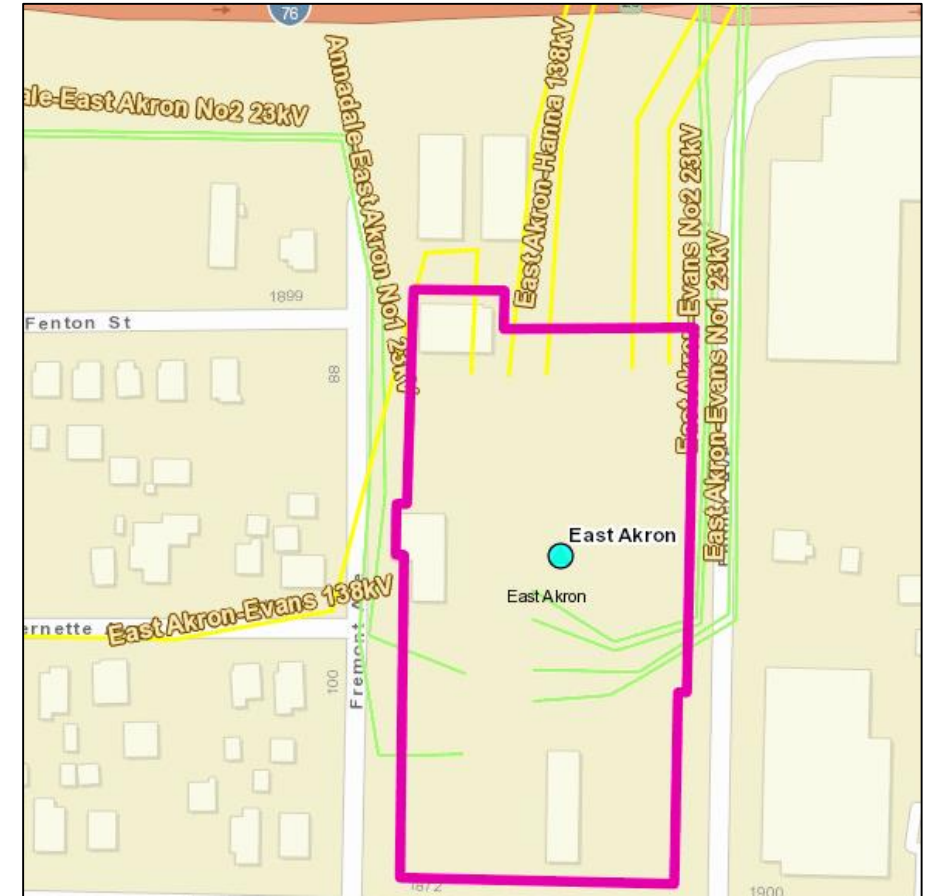 76
ale-East Akron No2 23kV
Annadale-East Akron No1 23kV
East Akron-Hanna 138kV
East Akron-Evans No2 23kV
East Akron-Evans No1 23kV
1899
Fenton St
88
East Akron
East Akron
East Akron-Evans 138kV
ernette
100
Fremont
1872
1900